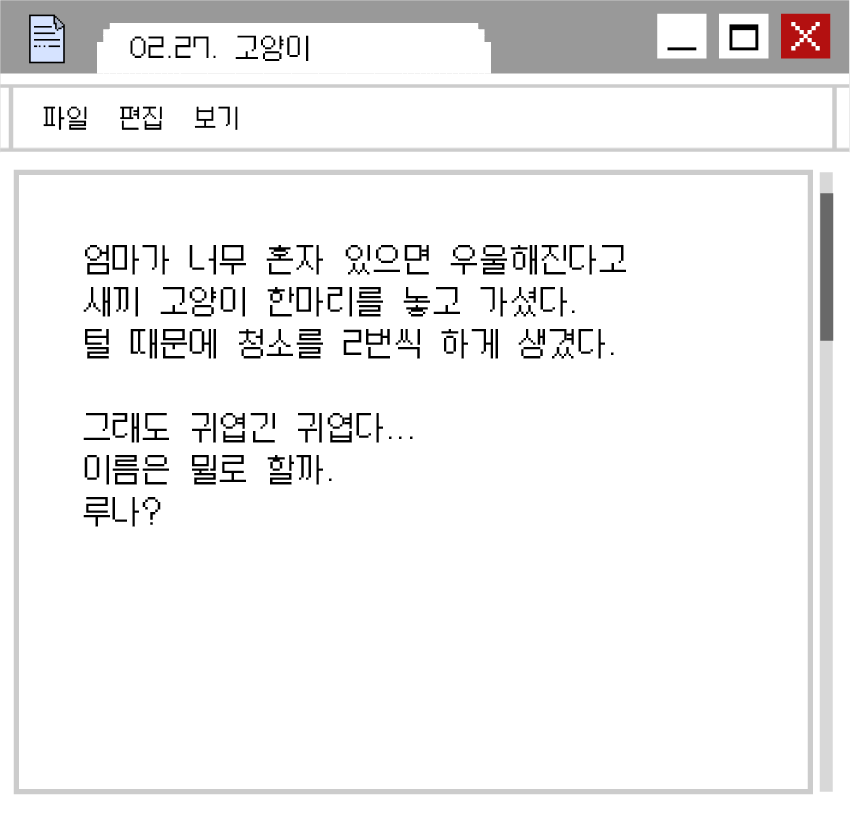 02.27. 고양이
파일 편집 보기
엄마가 너무 혼자 있으면 우울해진다고
새끼 고양이 한마리를 놓고 가셨다.
털 때문에 청소를 2번씩 하게 생겼다.
그래도 귀엽긴 귀엽다...
이름은 뭘로 할까.
루나?